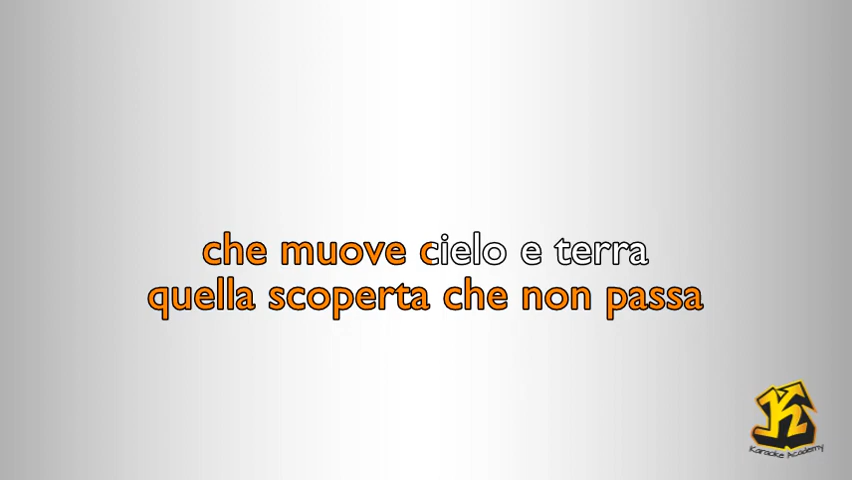 che muove cielo e terra
quella scoperta che non passa
K
Karaoke Academy